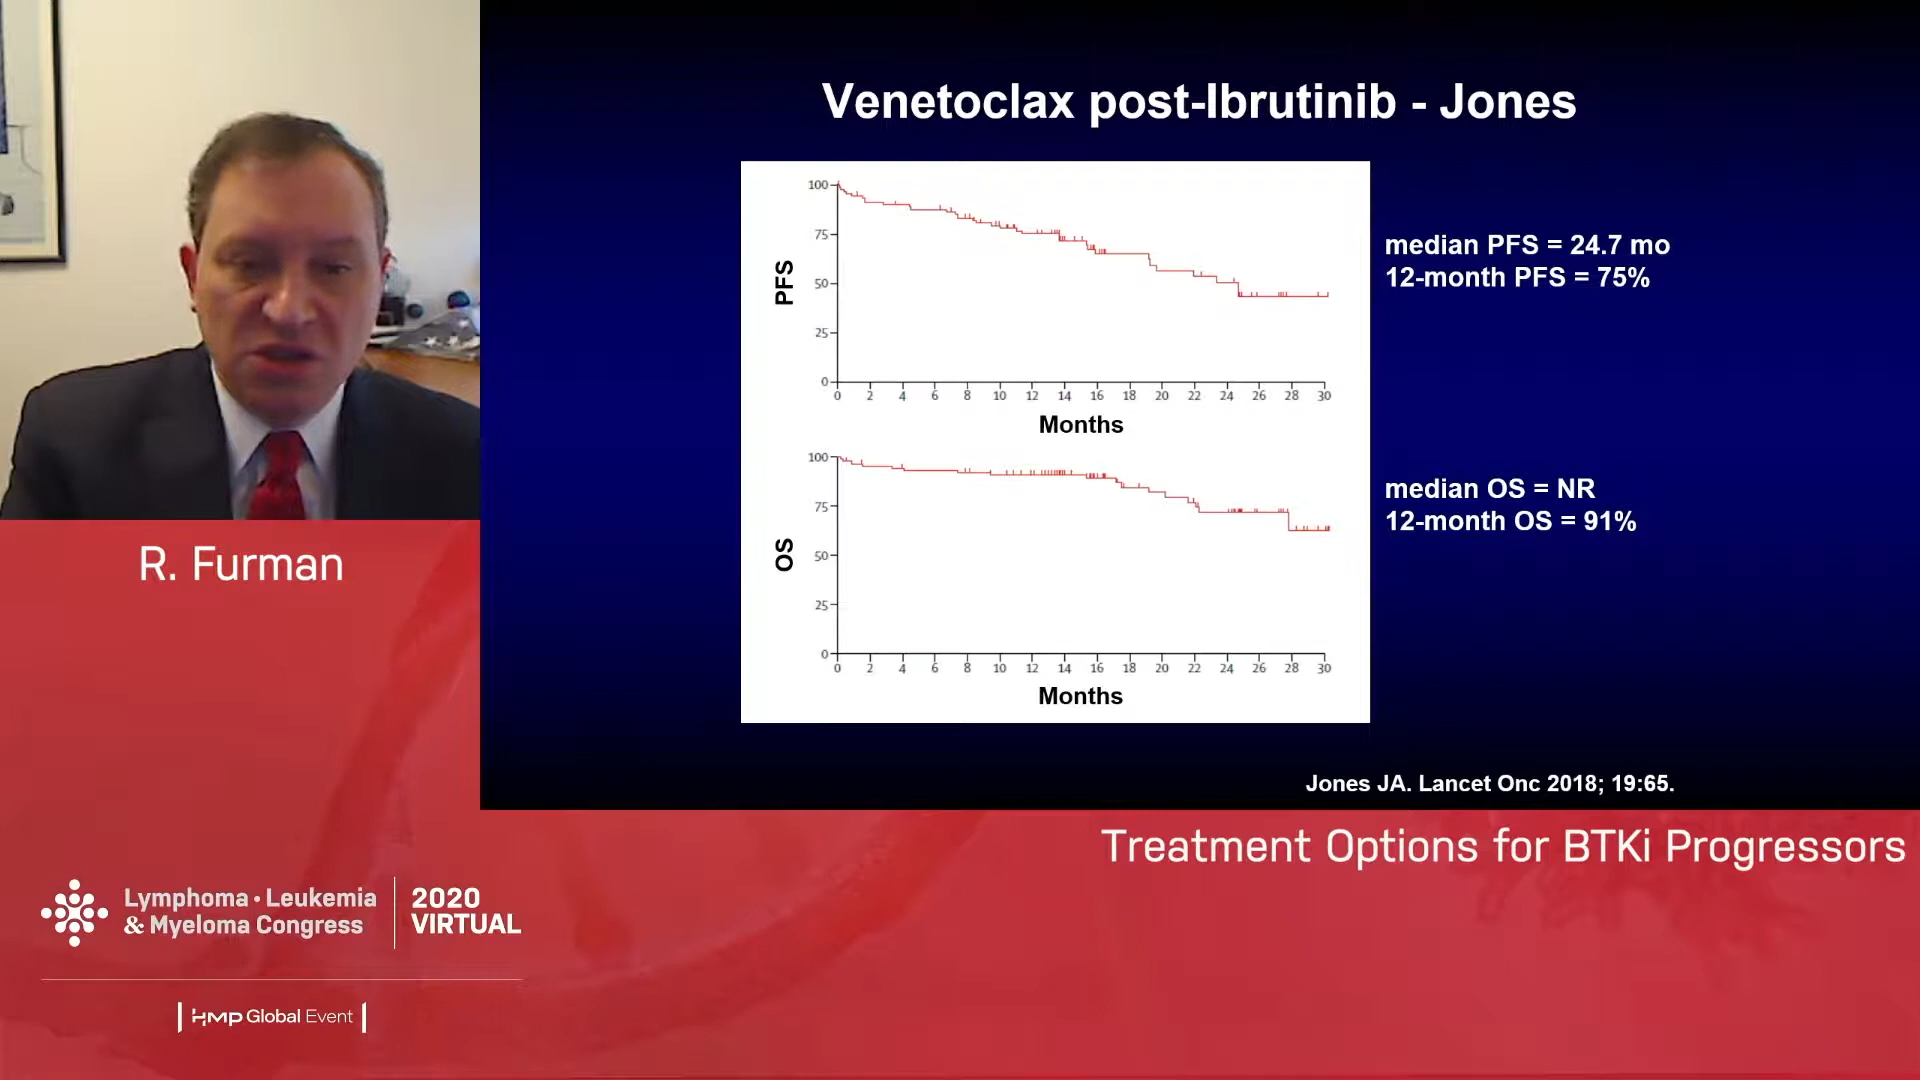 Venetoclax post-Ibrutinib - Jones
100
75
50
25
0
PFS
0 2 4 6 8 10 12 14 16 18 20 22 24 26 28 30
Months
median PFS = 24.7 mo
12-month PFS = 75%
100
75
50
25
0
OS
0 2 4 6 8 10 12 14 16 18 20 22 24 26 28 30
Months
median OS = NR
12-month OS = 91%
Jones JA. Lancet Onc 2018; 19:65.
R. Furman
Treatment Options for BTKi Progressors
Lymphoma • Leukemia
& Myeloma Congress
2020
VIRTUAL
HMP Global Event